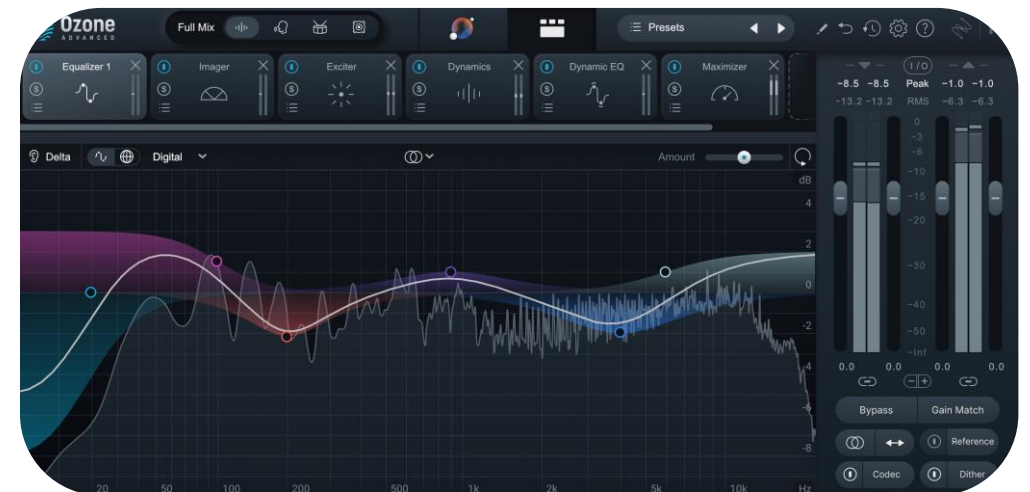 Ozone
ADVANCED
Full Mix
Presets
Equalizer 1
Imager
Exciter
Dynamics
Dynamic EQ
Maximizer
S
S
S
S
S
S
I/O
-8.5 -8.5 Peak -1.0 -1.0
-13.2 -13.2 RMS -6.3 -6.3
Delta
Digital
Amount
dB
4
2
0
-2
-4
-6
-8
20 50 100 200 500 1k 2k 5k 10k Hz
0
-3
-6
-10
-15
-20
-30
-40
-50
-Inf
0.0 0.0 0.0 0.0
Bypass Gain Match
Reference
Codec Dither